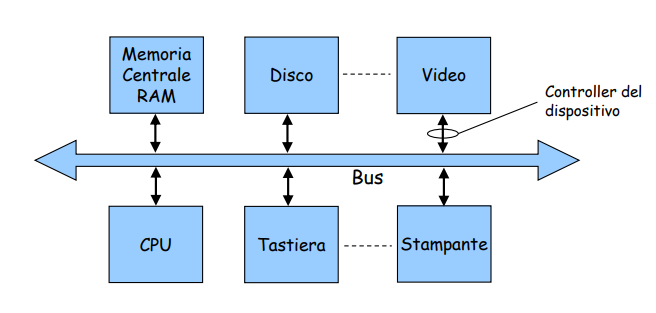 Memoria
Centrale
RAM
Disco
Video
Controller del
dispositivo
Bus
CPU
Tastiera
Stampante